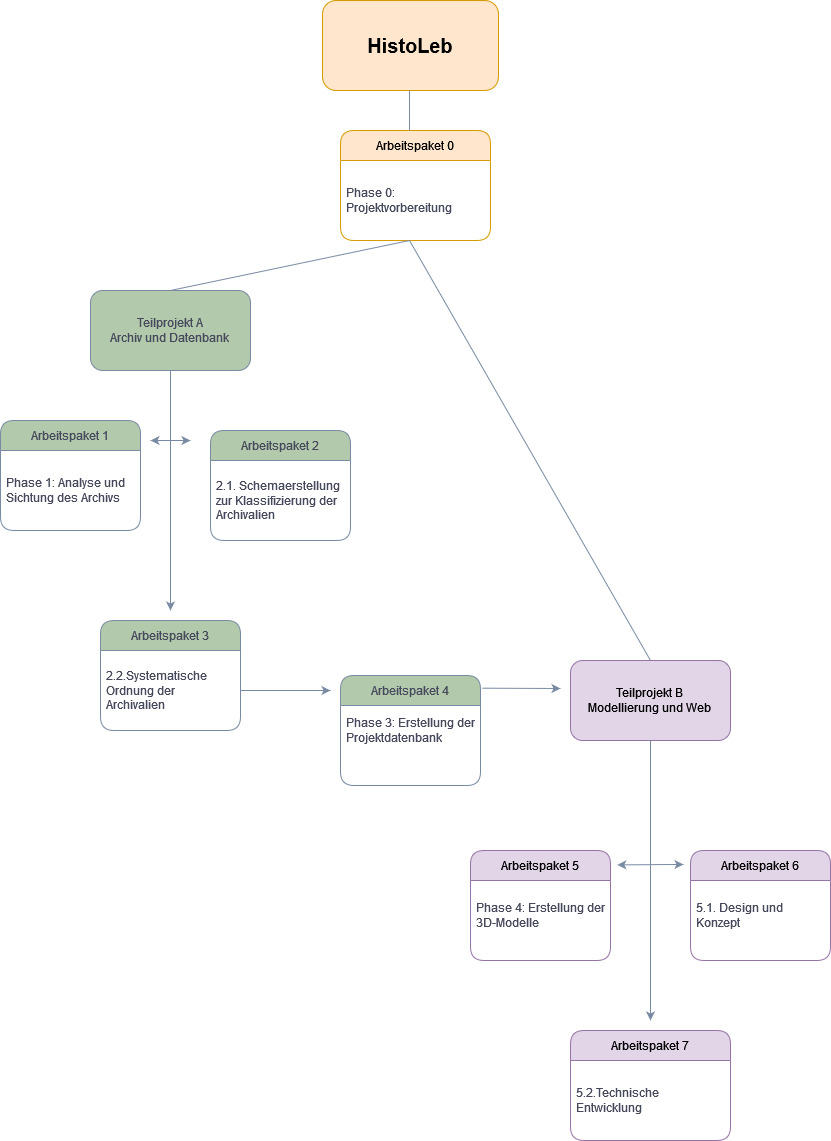 HistoLeb
Arbeitspaket 0
Phase 0:
Projektvorbereitung
Teilprojekt A
Archiv und Datenbank
Arbeitspaket 1
Phase 1: Analyse und
Sichtung des Archivs
Arbeitspaket 2
2.1. Schemaerstellung
zur Klassifizierung der
Archivalien
Arbeitspaket 3
2.2.Systematische
Ordnung der
Archivalien
Arbeitspaket 4
Phase 3: Erstellung der
Projektdatenbank
Teilprojekt B
Modellierung und Web
Arbeitspaket 5
Phase 4: Erstellung der
3D-Modelle
Arbeitspaket 6
5.1. Design und
Konzept
Arbeitspaket 7
5.2.Technische
Entwicklung